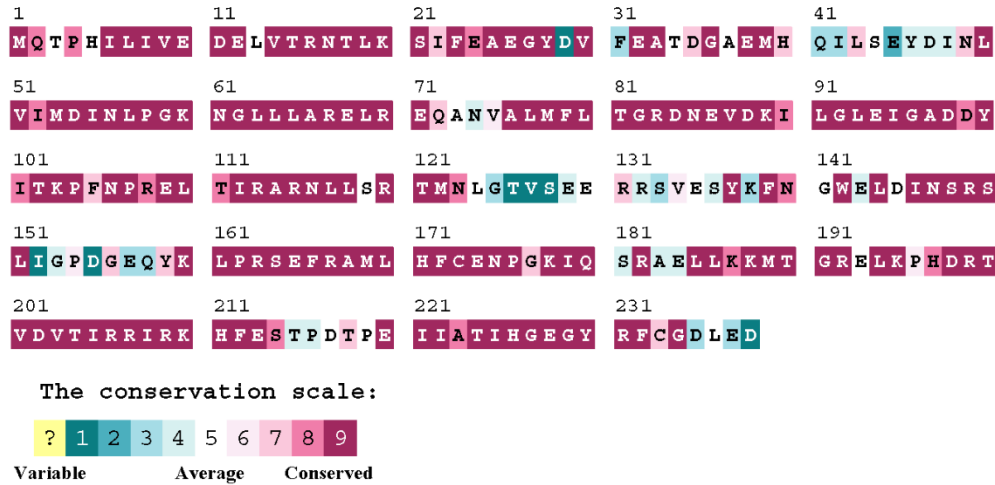 1 11 21 31 41
MQTPHILIVE DELVTRNTLK SIFEAEGYDV FEATDGAEMH QILSEYDINL
51 61 71 81 91
VIMDINLPGK NGLLLARELR EQANVALMFL TGRDNEVDKI LGLEIGADDY
101 111 121 131 141
ITKPFNPREL TIRARNLLSR TMNLGTVSEE RRSVESYKFN GWELDINSRS
151 161 171 181 191
LIGPDGEQYK LPRSEFRAML HFCENPGKIQ SRAELLKKMT GRELKPHDRT
201 211 221 231
VDVTIRRIRK HFESTPDTPE IIATIHGEGY RFCGDLED
The conservation scale:
? 1 2 3 4 5 6 7 8 9
Variable Average Conserved